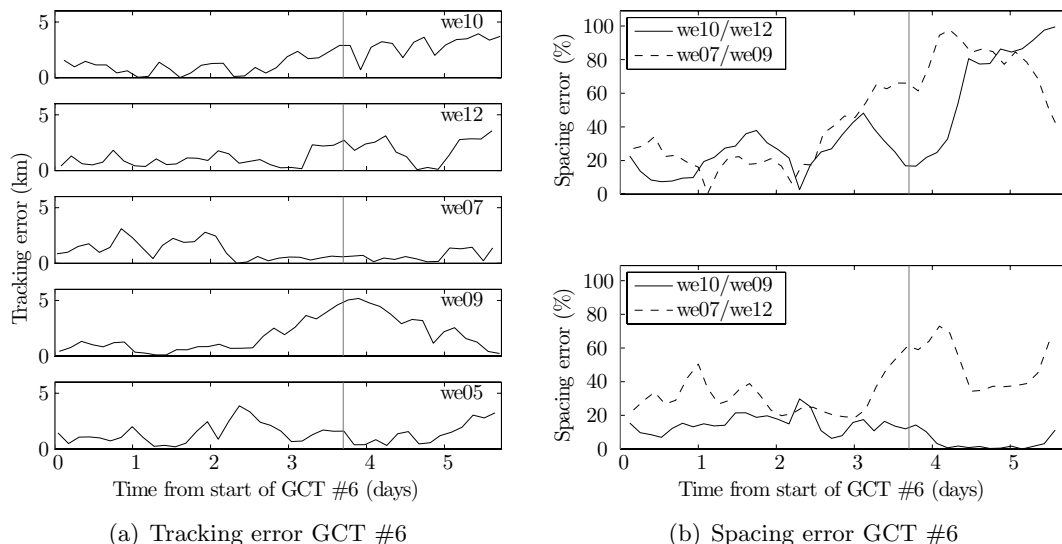 we10
5
0
we12
5
0
we07
5
0
we09
5
0
we05
5
0
0 1 2 3 4 5
Tracking error (km)
Time from start of GCT #6 (days)
(a) Tracking error GCT #6
we10/we12
we07/we09
100
80
60
40
20
0
Spacing error (%)
we10/we09
we07/we12
100
80
60
40
20
0
Spacing error (%)
1 2 3 4 5
Time from start of GCT #6 (days)
(b) Spacing error GCT #6